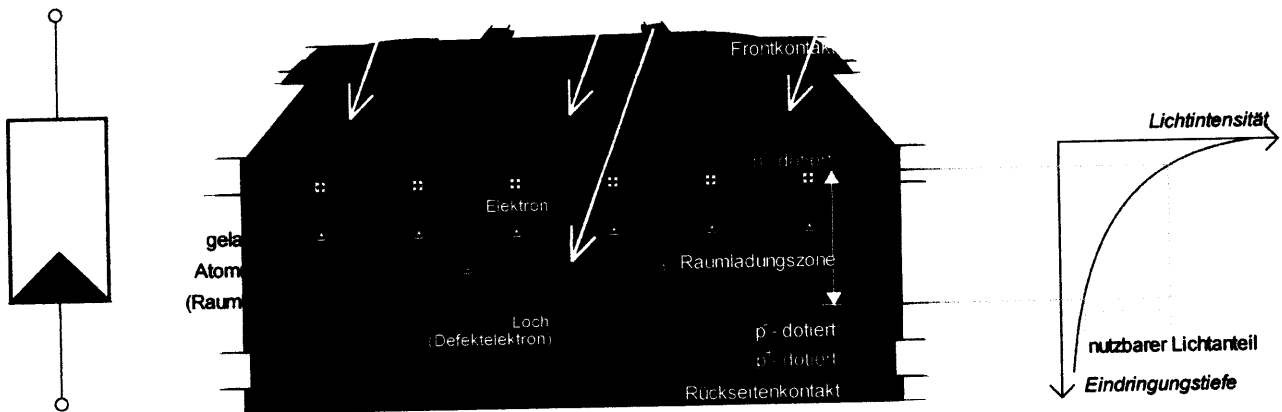 Frontkontakt
Lichtintensität
dotiert
Elektron
gela
Atom
(Raum
Raumladungszone
Loch
(Defektelektron)
p⁻- dotiert
dotiert
Rückseitenkontakt
nutzbarer Lichtanteil
Eindringungstiefe